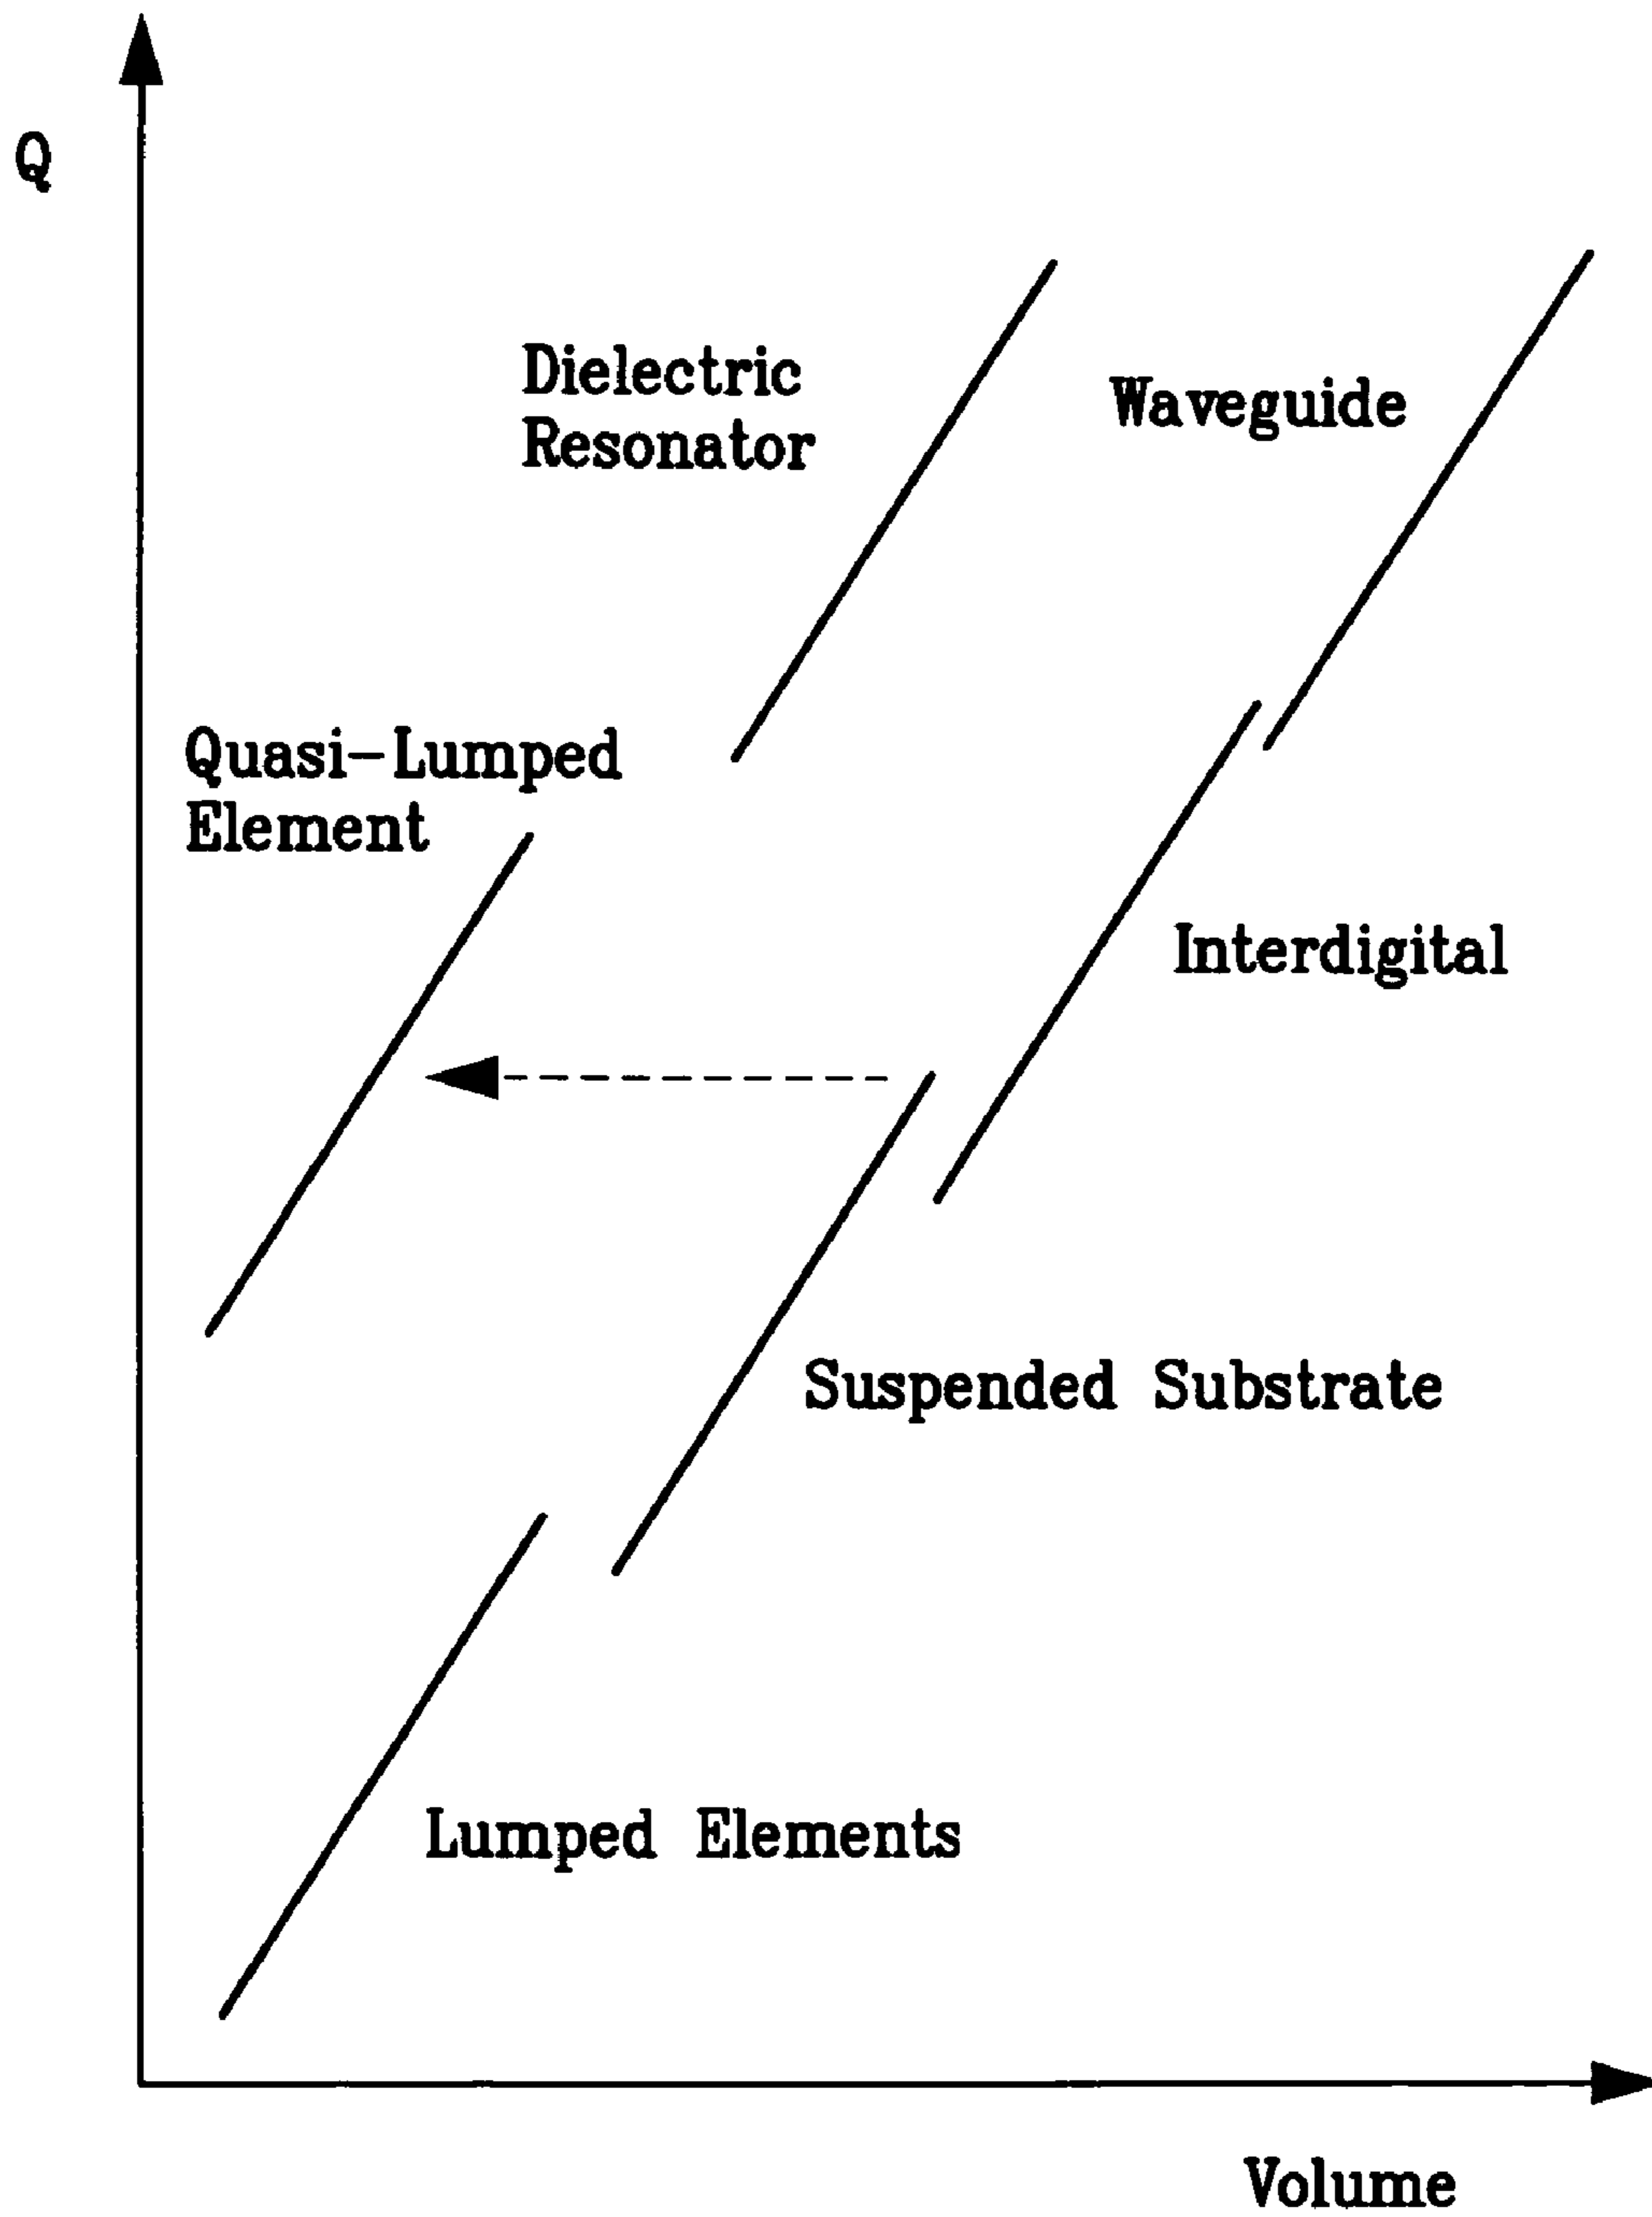 Q
Dielectric
Resonator
Waveguide
Quasi-Lumped
Element
Interdigital
Suspended Substrate
Lumped Elements
Volume